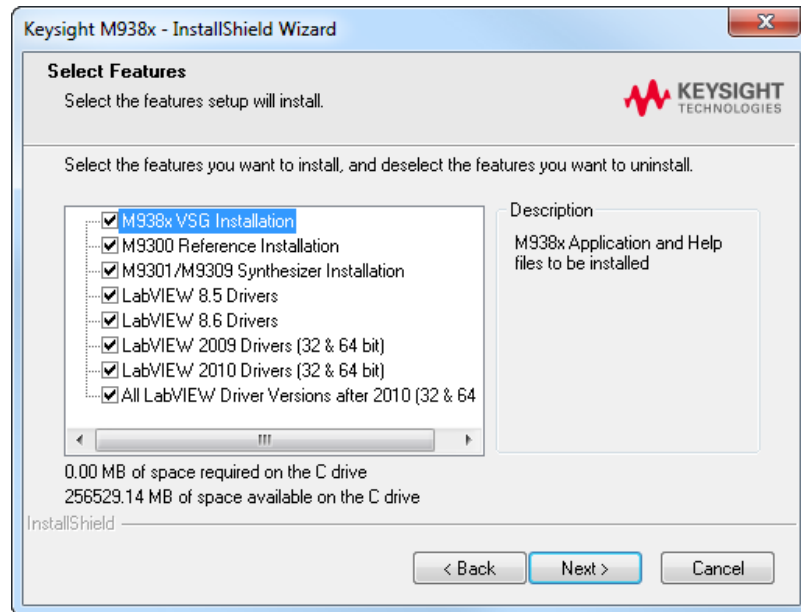 Keysight M938x - InstallShield Wizard
Select Features
Select the features setup will install.
KEYSIGHT
TECHNOLOGIES
Select the features you want to install, and deselect the features you want to uninstall.
M938x VSG Installation
M9300 Reference Installation
M9301/M9309 Synthesizer Installation
LabVIEW 8.5 Drivers
LabVIEW 8.6 Drivers
LabVIEW 2009 Drivers (32 & 64 bit)
LabVIEW 2010 Drivers (32 & 64 bit)
All LabVIEW Driver Versions after 2010 (32 & 64
Description
M938x Application and Help
files to be installed
0.00 MB of space required on the C drive
256529.14 MB of space available on the C drive
InstallShield
< Back
Next >
Cancel